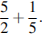 5/2 + 1/5.